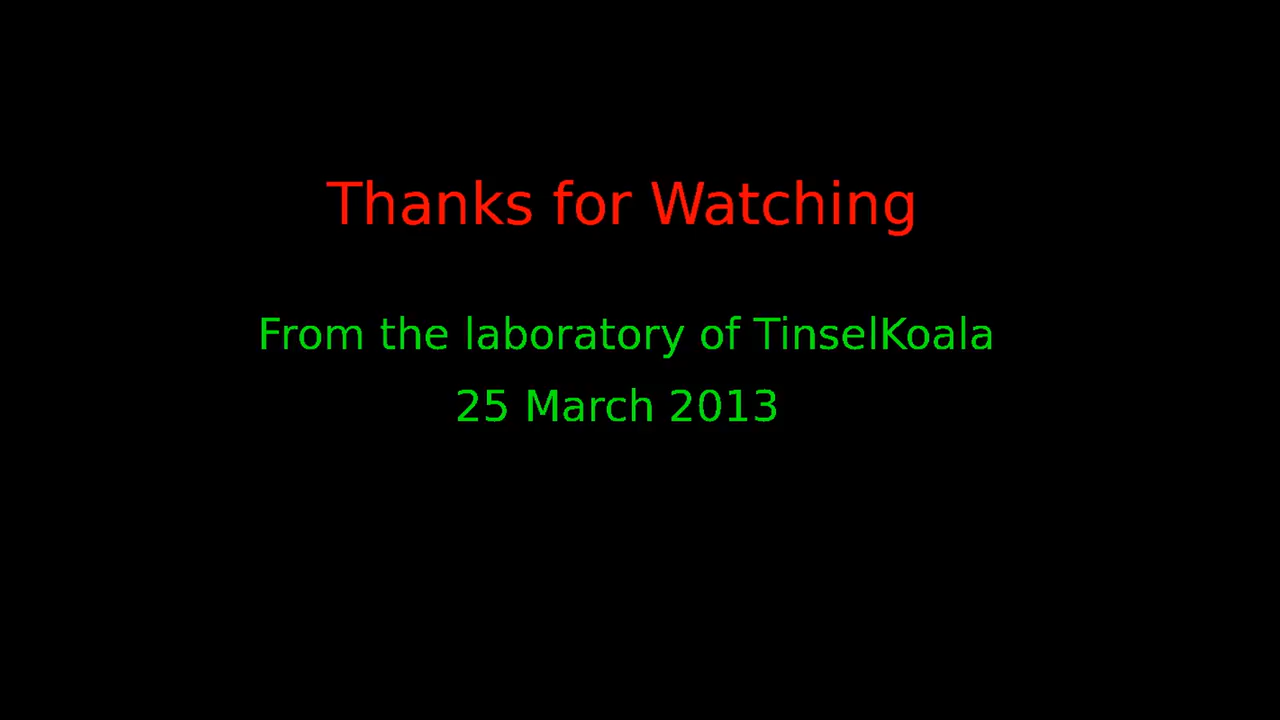 Thanks for Watching
From the laboratory of TinselKoala
25 March 2013